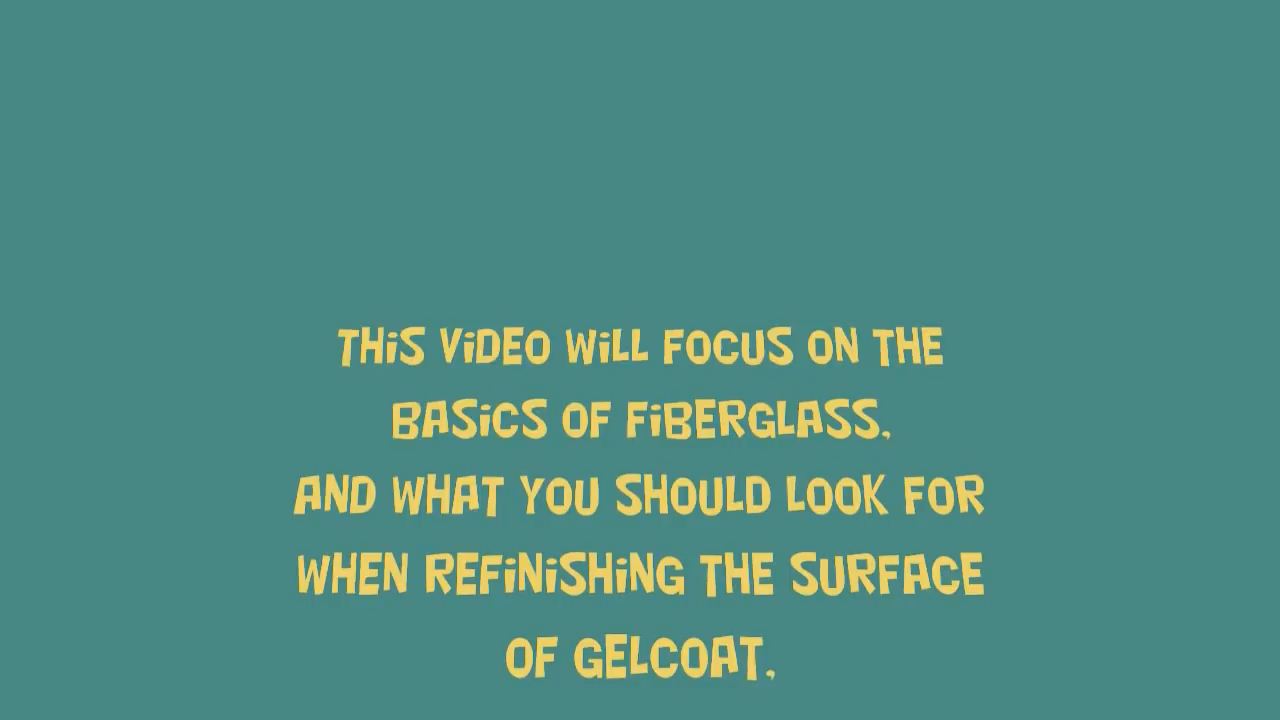 THiS ViDEO WiLL FOCUS ON THE
BASiCS OF FiBERGLASS,
AND WHAT YOU SHOULD LOOK FOR
WHEN REFiNiSHiNG THE SURFACE
OF GELCOAT,